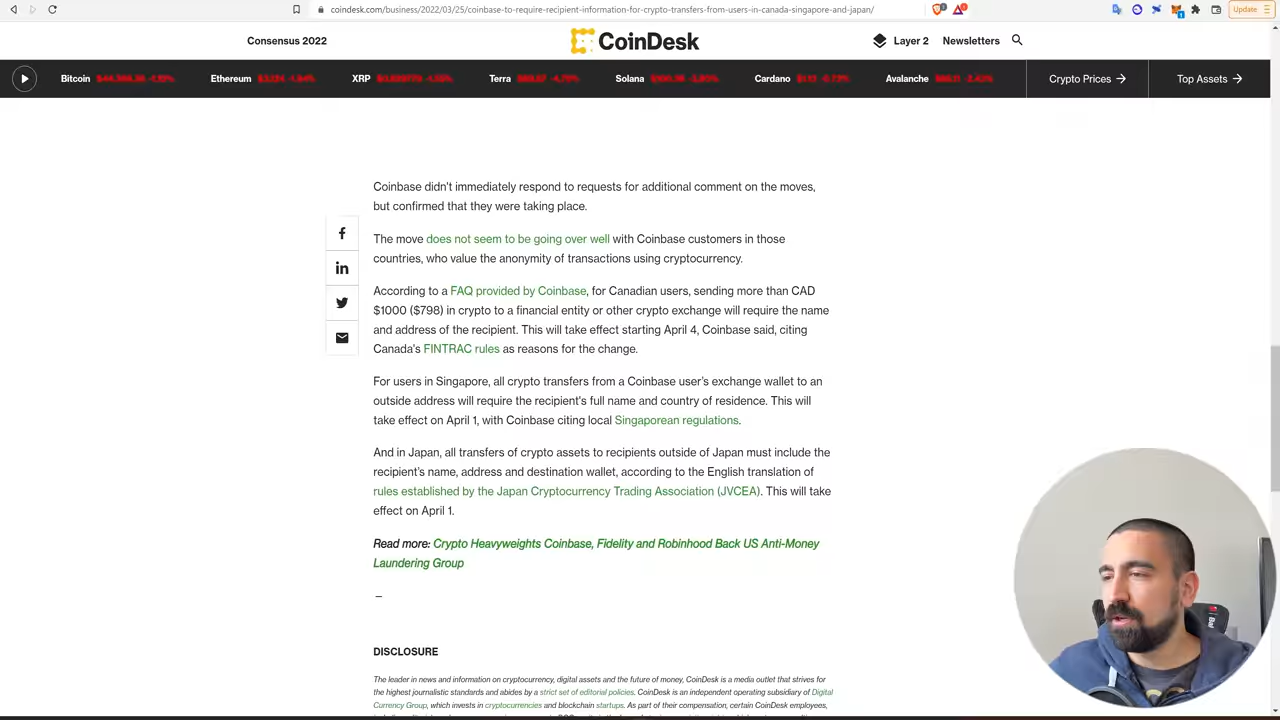 coindesk.com/business/2022/03/25/coinbase-to-require-recipient-information-for-crypto-transfers-from-users-in-canada-singapore-and-japan/
Update
Consensus 2022
CoinDesk
Layer 2
Newsletters
Bitcoin
Ethereum
XRP
Terra
Solana
Cardano
Avalanche
Crypto Prices →
Top Assets →
Coinbase didn't immediately respond to requests for additional comment on the moves,
but confirmed that they were taking place.
The move does not seem to be going over well with Coinbase customers in those
countries, who value the anonymity of transactions using cryptocurrency.
According to a FAQ provided by Coinbase, for Canadian users, sending more than CAD
$1000 ($798) in crypto to a financial entity or other crypto exchange will require the name
and address of the recipient. This will take effect starting April 4, Coinbase said, citing
Canada's FINTRAC rules as reasons for the change.
For users in Singapore, all crypto transfers from a Coinbase user's exchange wallet to an
outside address will require the recipient's full name and country of residence. This will
take effect on April 1, with Coinbase citing local Singaporean regulations.
And in Japan, all transfers of crypto assets to recipients outside of Japan must include the
recipient's name, address and destination wallet, according to the English translation of
rules established by the Japan Cryptocurrency Trading Association (JVCEA). This will take
effect on April 1.
Read more: Crypto Heavyweights Coinbase, Fidelity and Robinhood Back US Anti-Money
Laundering Group
—
DISCLOSURE
The leader in news and information on cryptocurrency, digital assets and the future of money, CoinDesk is a media outlet that strives for
the highest journalistic standards and abides by a strict set of editorial policies. CoinDesk is an independent operating subsidiary of Digital
Currency Group, which invests in cryptocurrencies and blockchain startups. As part of their compensation, certain CoinDesk employees,